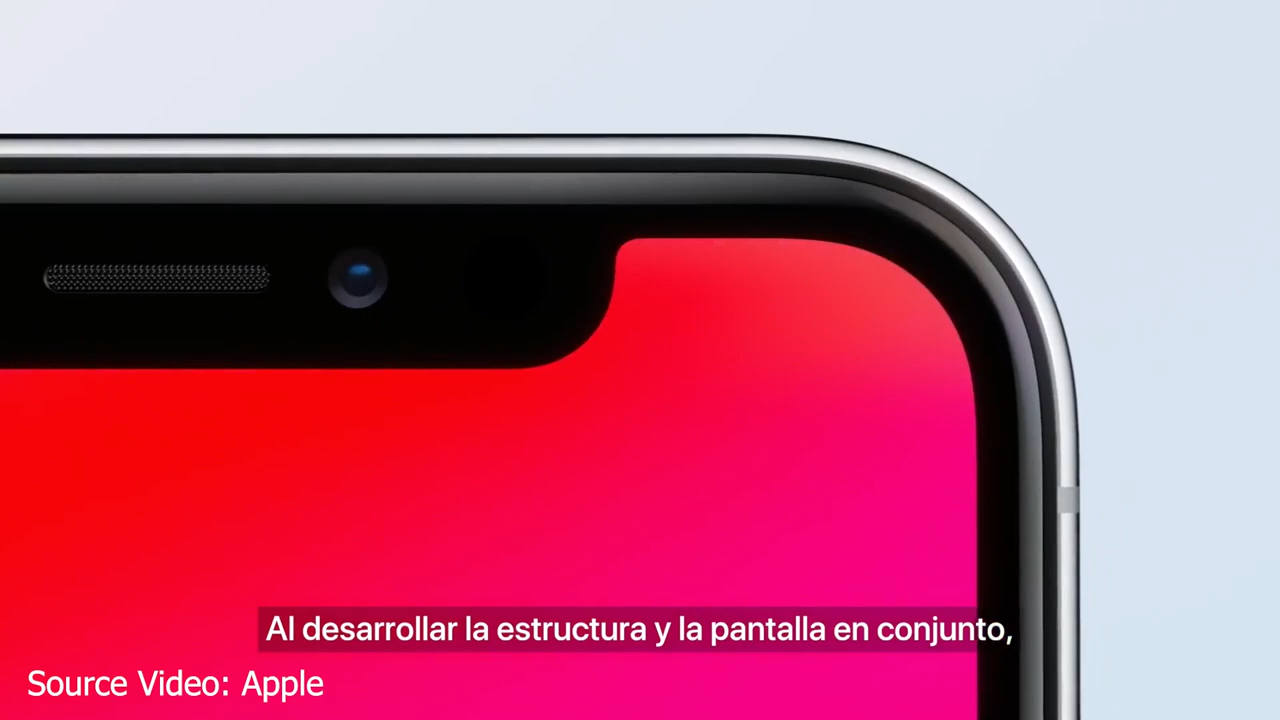 Al desarrollar la estructura y la pantalla en conjunto,
Source Video: Apple